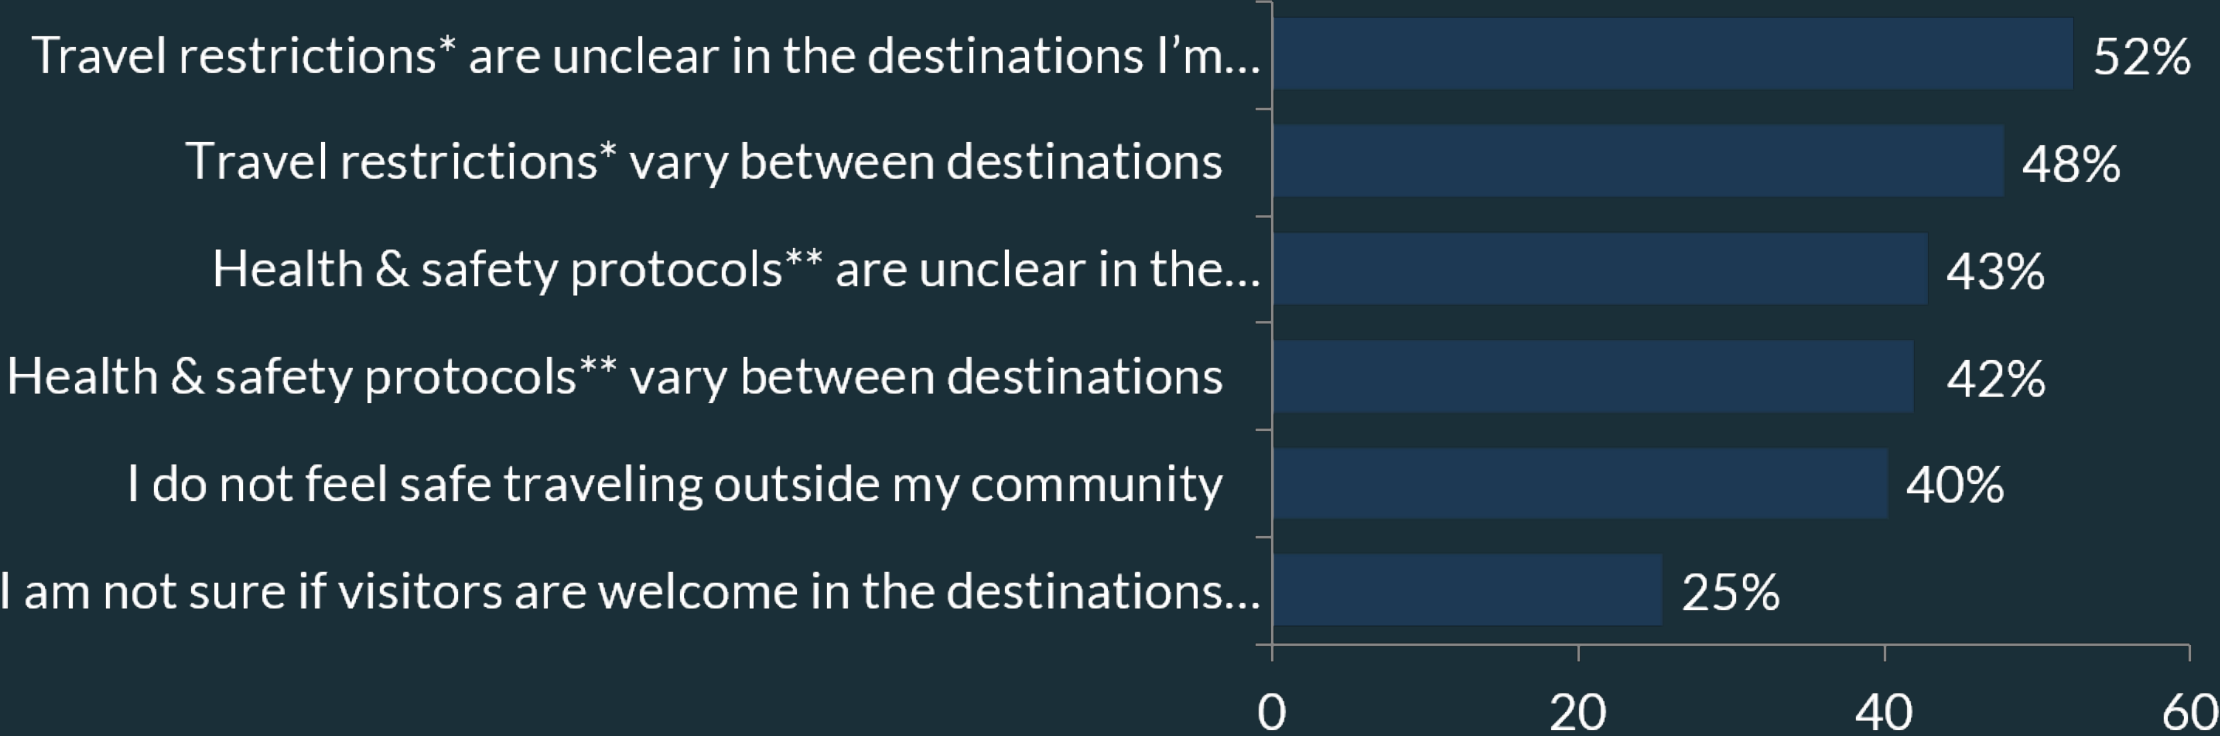 Travel restrictions* are unclear in the destinations I’m... 52%
Travel restrictions* vary between destinations 48%
Health & safety protocols** are unclear in the... 43%
Health & safety protocols** vary between destinations 42%
I do not feel safe traveling outside my community 40%
I am not sure if visitors are welcome in the destinations... 25%
0 20 40 60